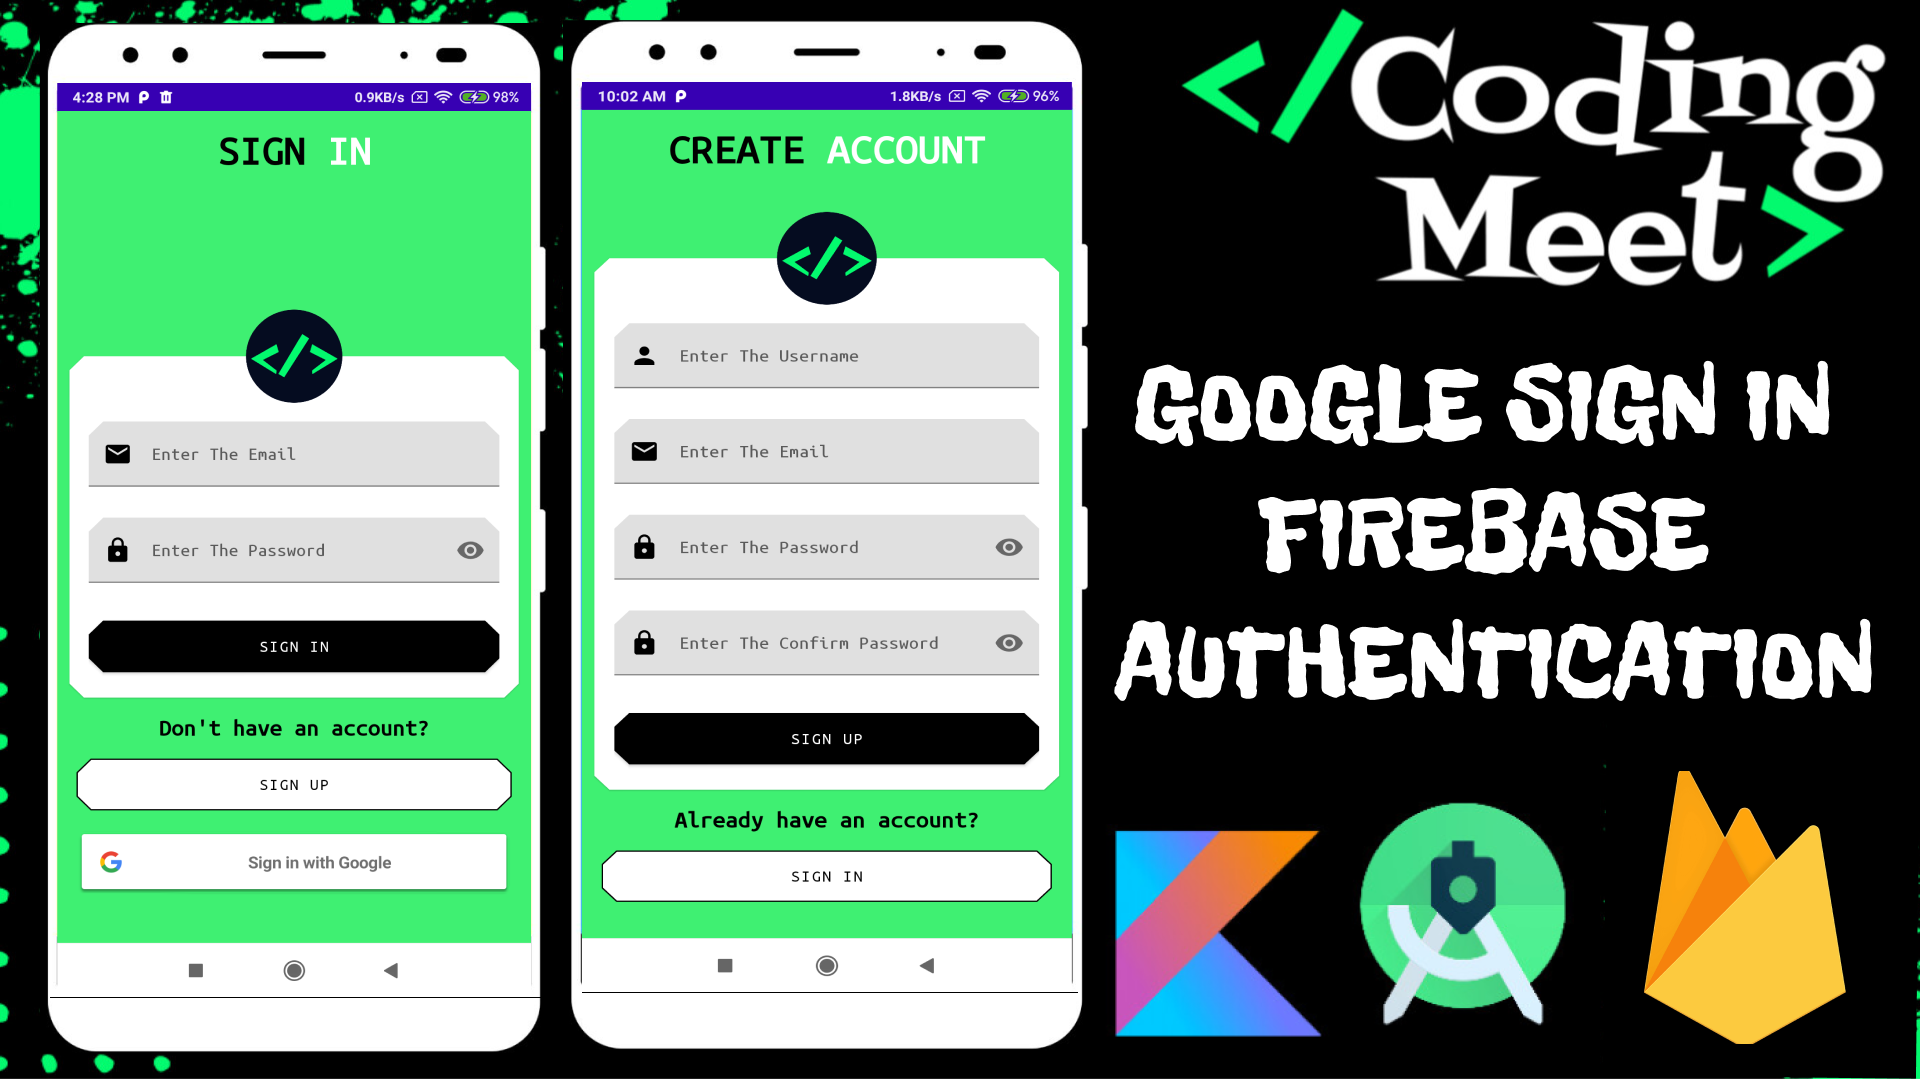 4:28 PM
0.9KB/s
98%
SIGN IN
</>
Enter The Email
Enter The Password
SIGN IN
Don't have an account?
SIGN UP
G Sign in with Google
10:02 AM
1.8KB/s
96%
CREATE ACCOUNT
</>
Enter The Username
Enter The Email
Enter The Password
Enter The Confirm Password
SIGN UP
Already have an account?
SIGN IN
</Coding
Meet>
GOOGLE SIGN IN
FIREBASE
AUTHENTICATION